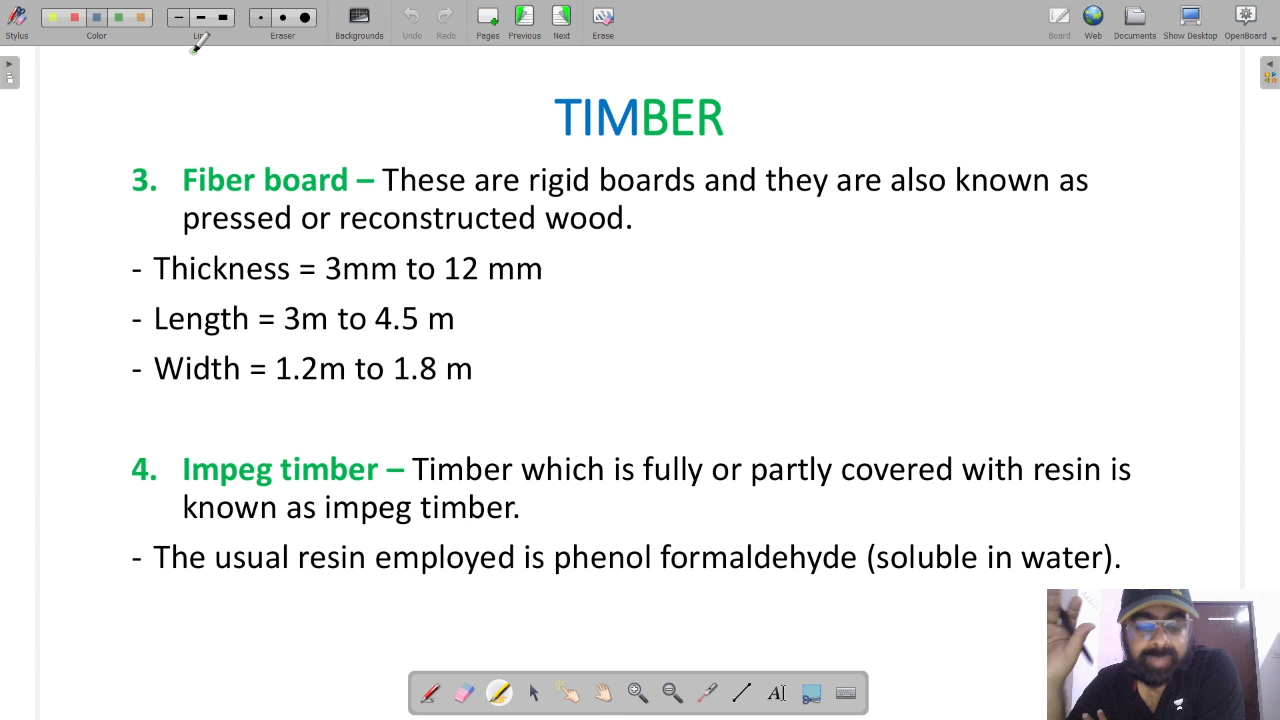 Stylus
Color
Eraser
Backgrounds
Undo
Redo
Pages
Previous
Next
Erase
Board
Web
Documents
Show Desktop
OpenBoard
TIMBER
3. Fiber board – These are rigid boards and they are also known as
pressed or reconstructed wood.
- Thickness = 3mm to 12 mm
- Length = 3m to 4.5 m
- Width = 1.2m to 1.8 m
4. Impeg timber – Timber which is fully or partly covered with resin is
known as impeg timber.
- The usual resin employed is phenol formaldehyde (soluble in water).